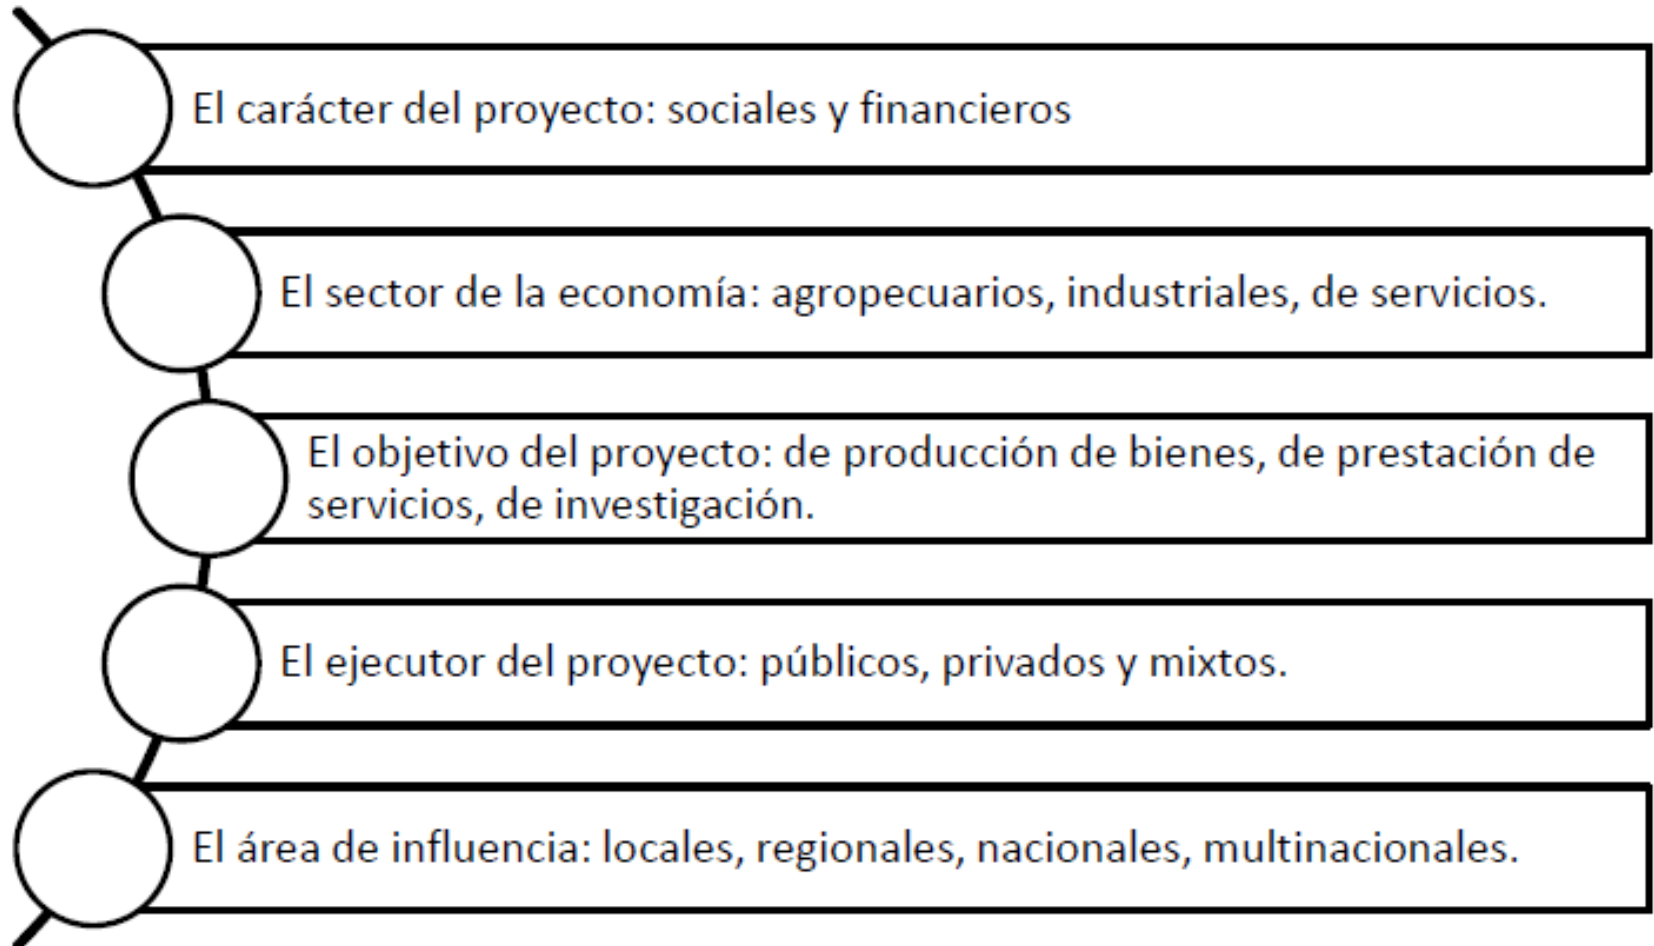 El carácter del proyecto: sociales y financieros
El sector de la economía: agropecuarios, industriales, de servicios.
El objetivo del proyecto: de producción de bienes, de prestación de
servicios, de investigación.
El ejecutor del proyecto: públicos, privados y mixtos.
El área de influencia: locales, regionales, nacionales, multinacionales.